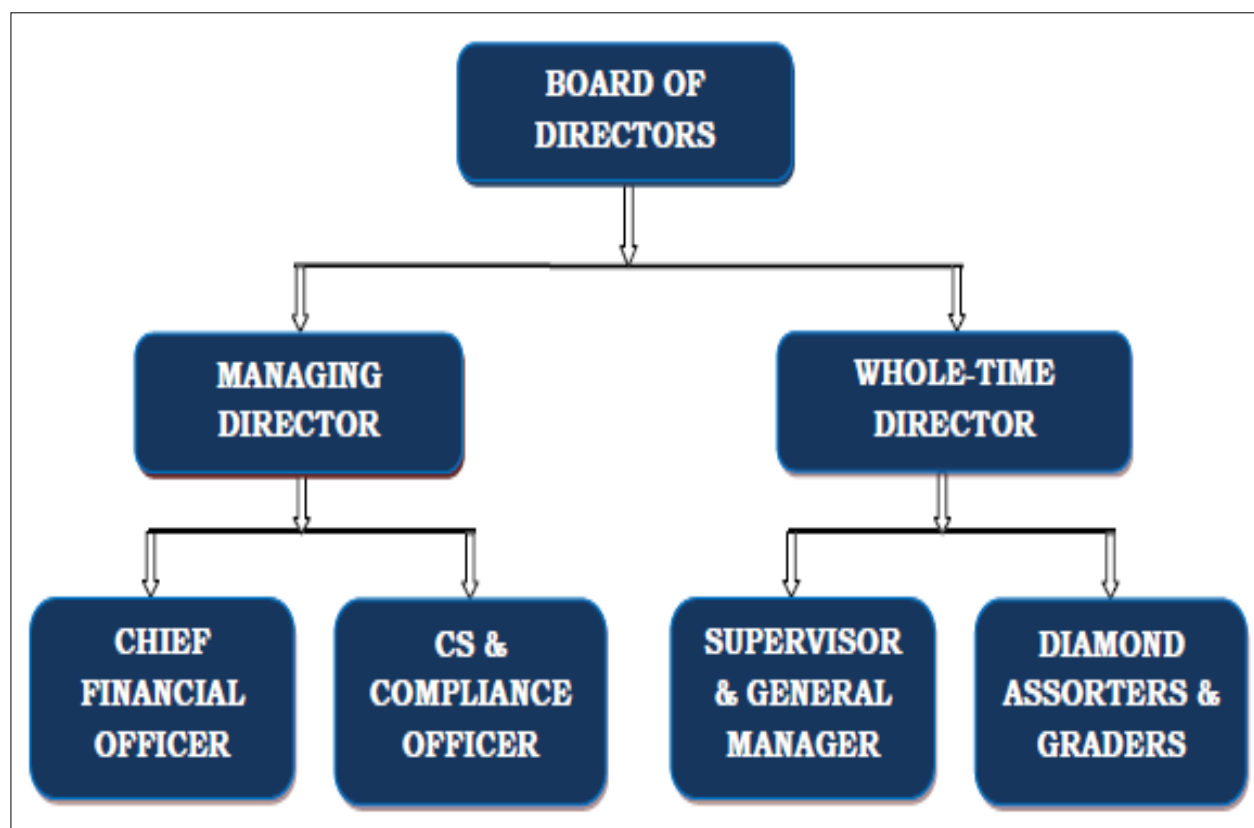 BOARD OF
DIRECTORS
MANAGING
DIRECTOR
WHOLE-TIME
DIRECTOR
CHIEF
FINANCIAL
OFFICER
CS &
COMPLIANCE
OFFICER
SUPERVISOR
& GENERAL
MANAGER
DIAMOND
ASSORTERS &
GRADERS